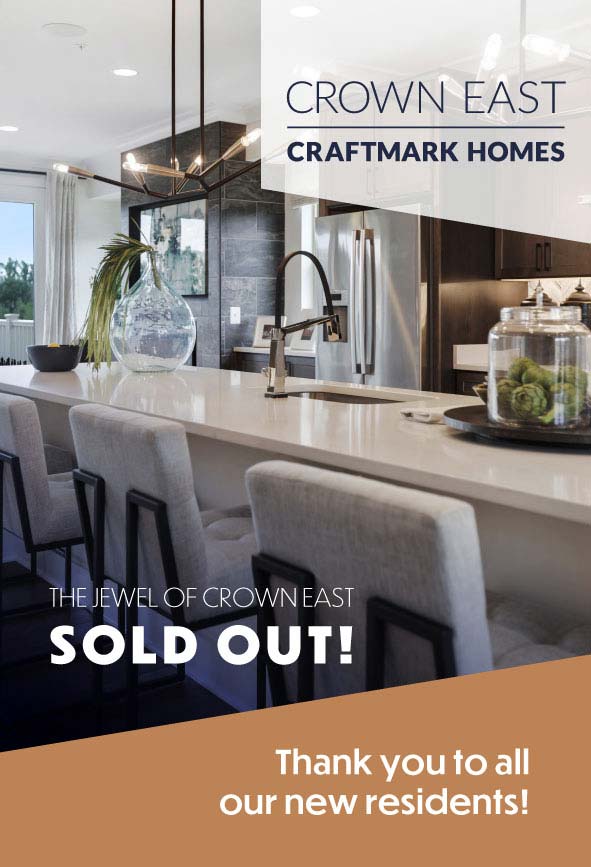 CROWN EAST
CRAFTMARK HOMES
THE JEWEL OF CROWN EAST
SOLD OUT!
Thank you to all
our new residents!